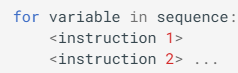 for variable in sequence:
    <instruction 1>
    <instruction 2> ...